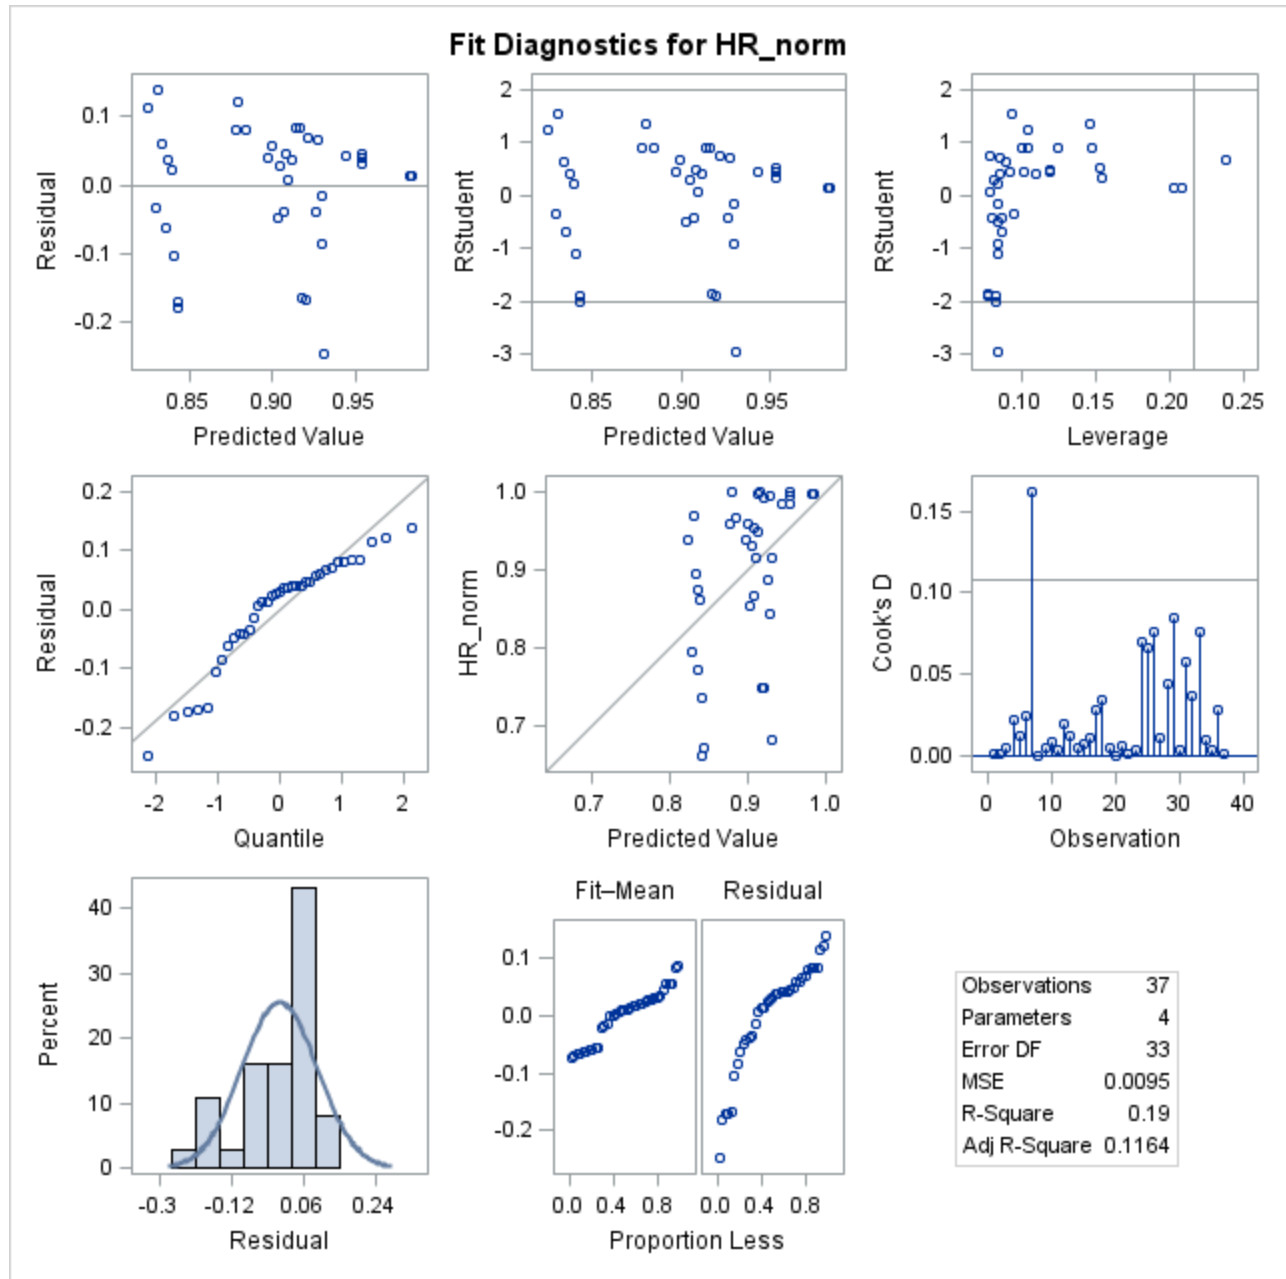 Fit Diagnostics for HR_norm
Residual
0.1
0.0
-0.1
-0.2
0.85 0.90 0.95
Predicted Value
RStudent
2
1
0
-1
-2
-3
0.85 0.90 0.95
Predicted Value
RStudent
2
1
0
-1
-2
-3
0.10 0.15 0.20 0.25
Leverage
Residual
0.2
0.1
0.0
-0.1
-0.2
-2 -1 0 1 2
Quantile
HR_norm
1.0
0.9
0.8
0.7
0.7 0.8 0.9 1.0
Predicted Value
Cook's D
0.15
0.10
0.05
0.00
0 10 20 30 40
Observation
Percent
40
30
20
10
0
-0.3 -0.12 0.06 0.24
Residual
Fit–Mean Residual
0.1
0.0
-0.1
-0.2
0.0 0.4 0.8 0.0 0.4 0.8
Proportion Less
Observations 37
Parameters 4
Error DF 33
MSE 0.0095
R-Square 0.19
Adj R-Square 0.1164